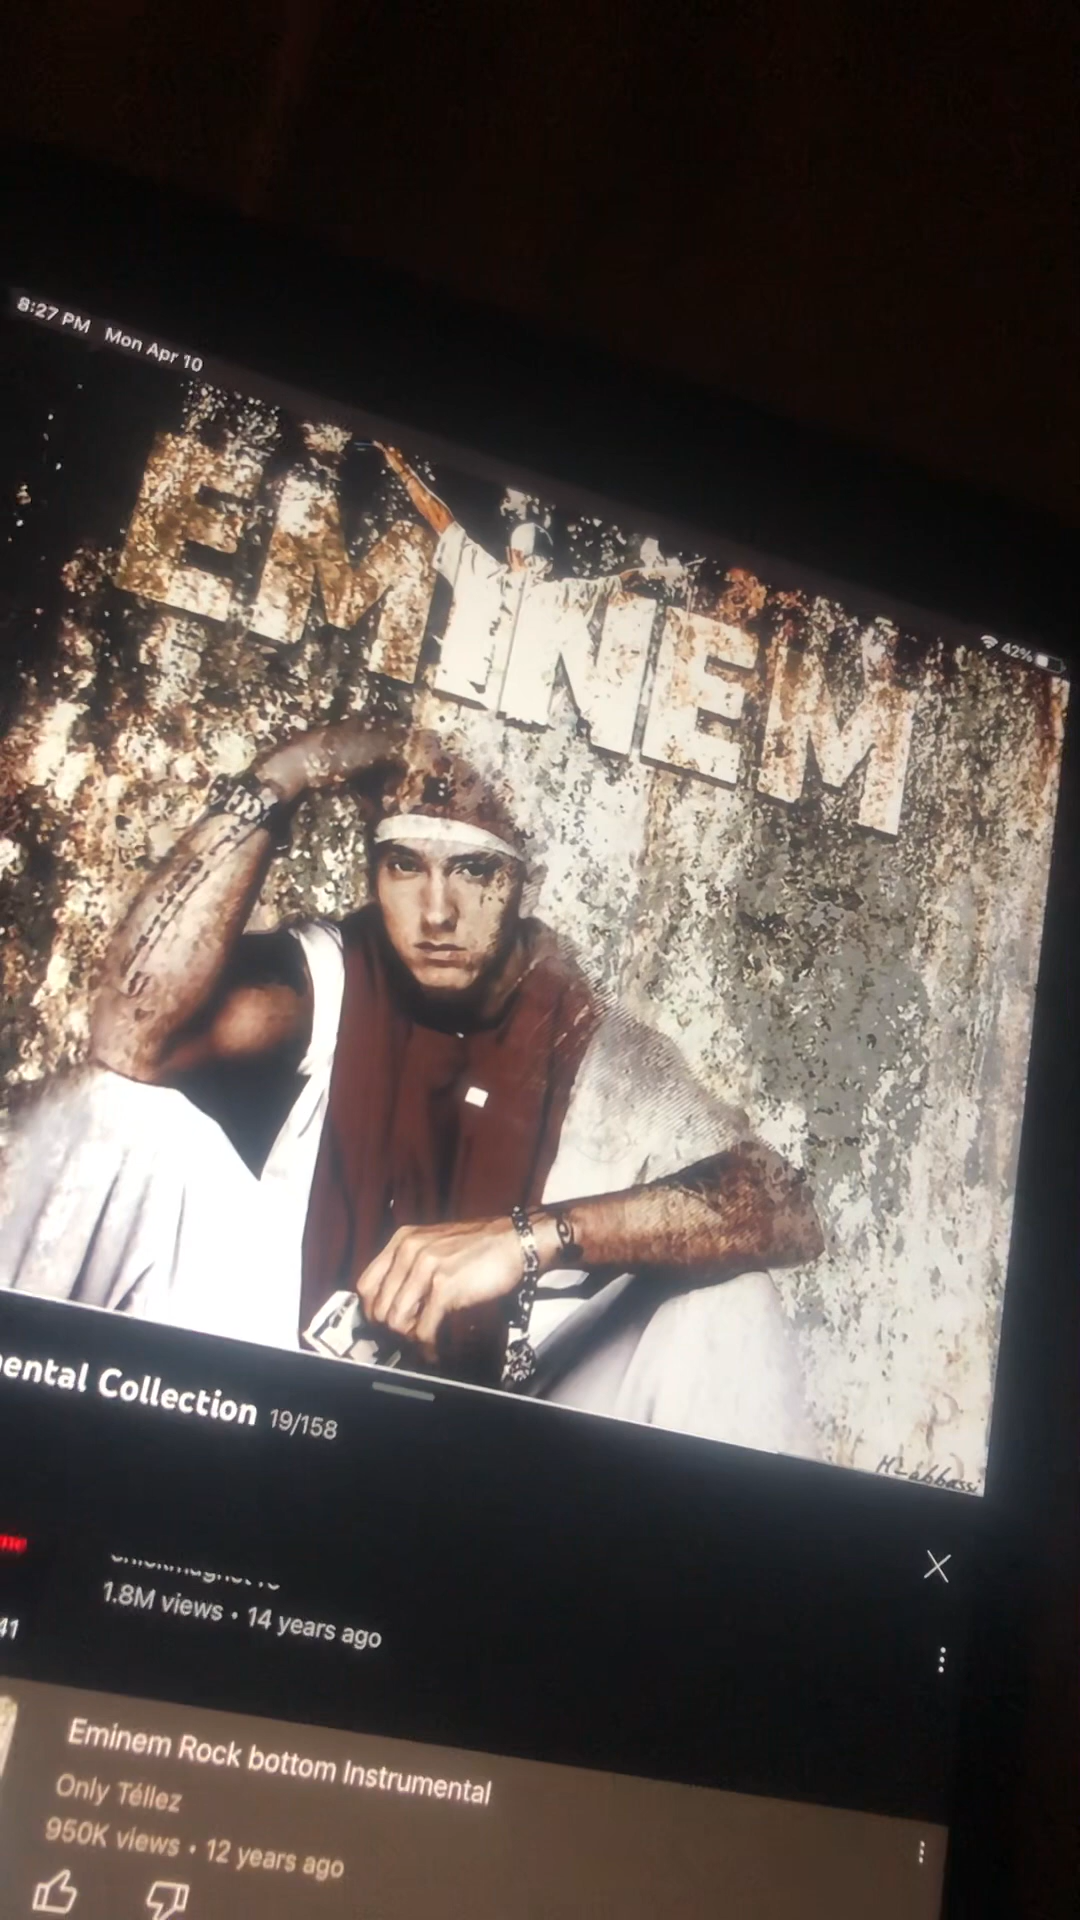 8:27 PM Mon Apr 10
42%
EMINEM
ental Collection 19/158
1.8M views • 14 years ago
41
Eminem Rock bottom Instrumental
Only Téllez
950K views • 12 years ago